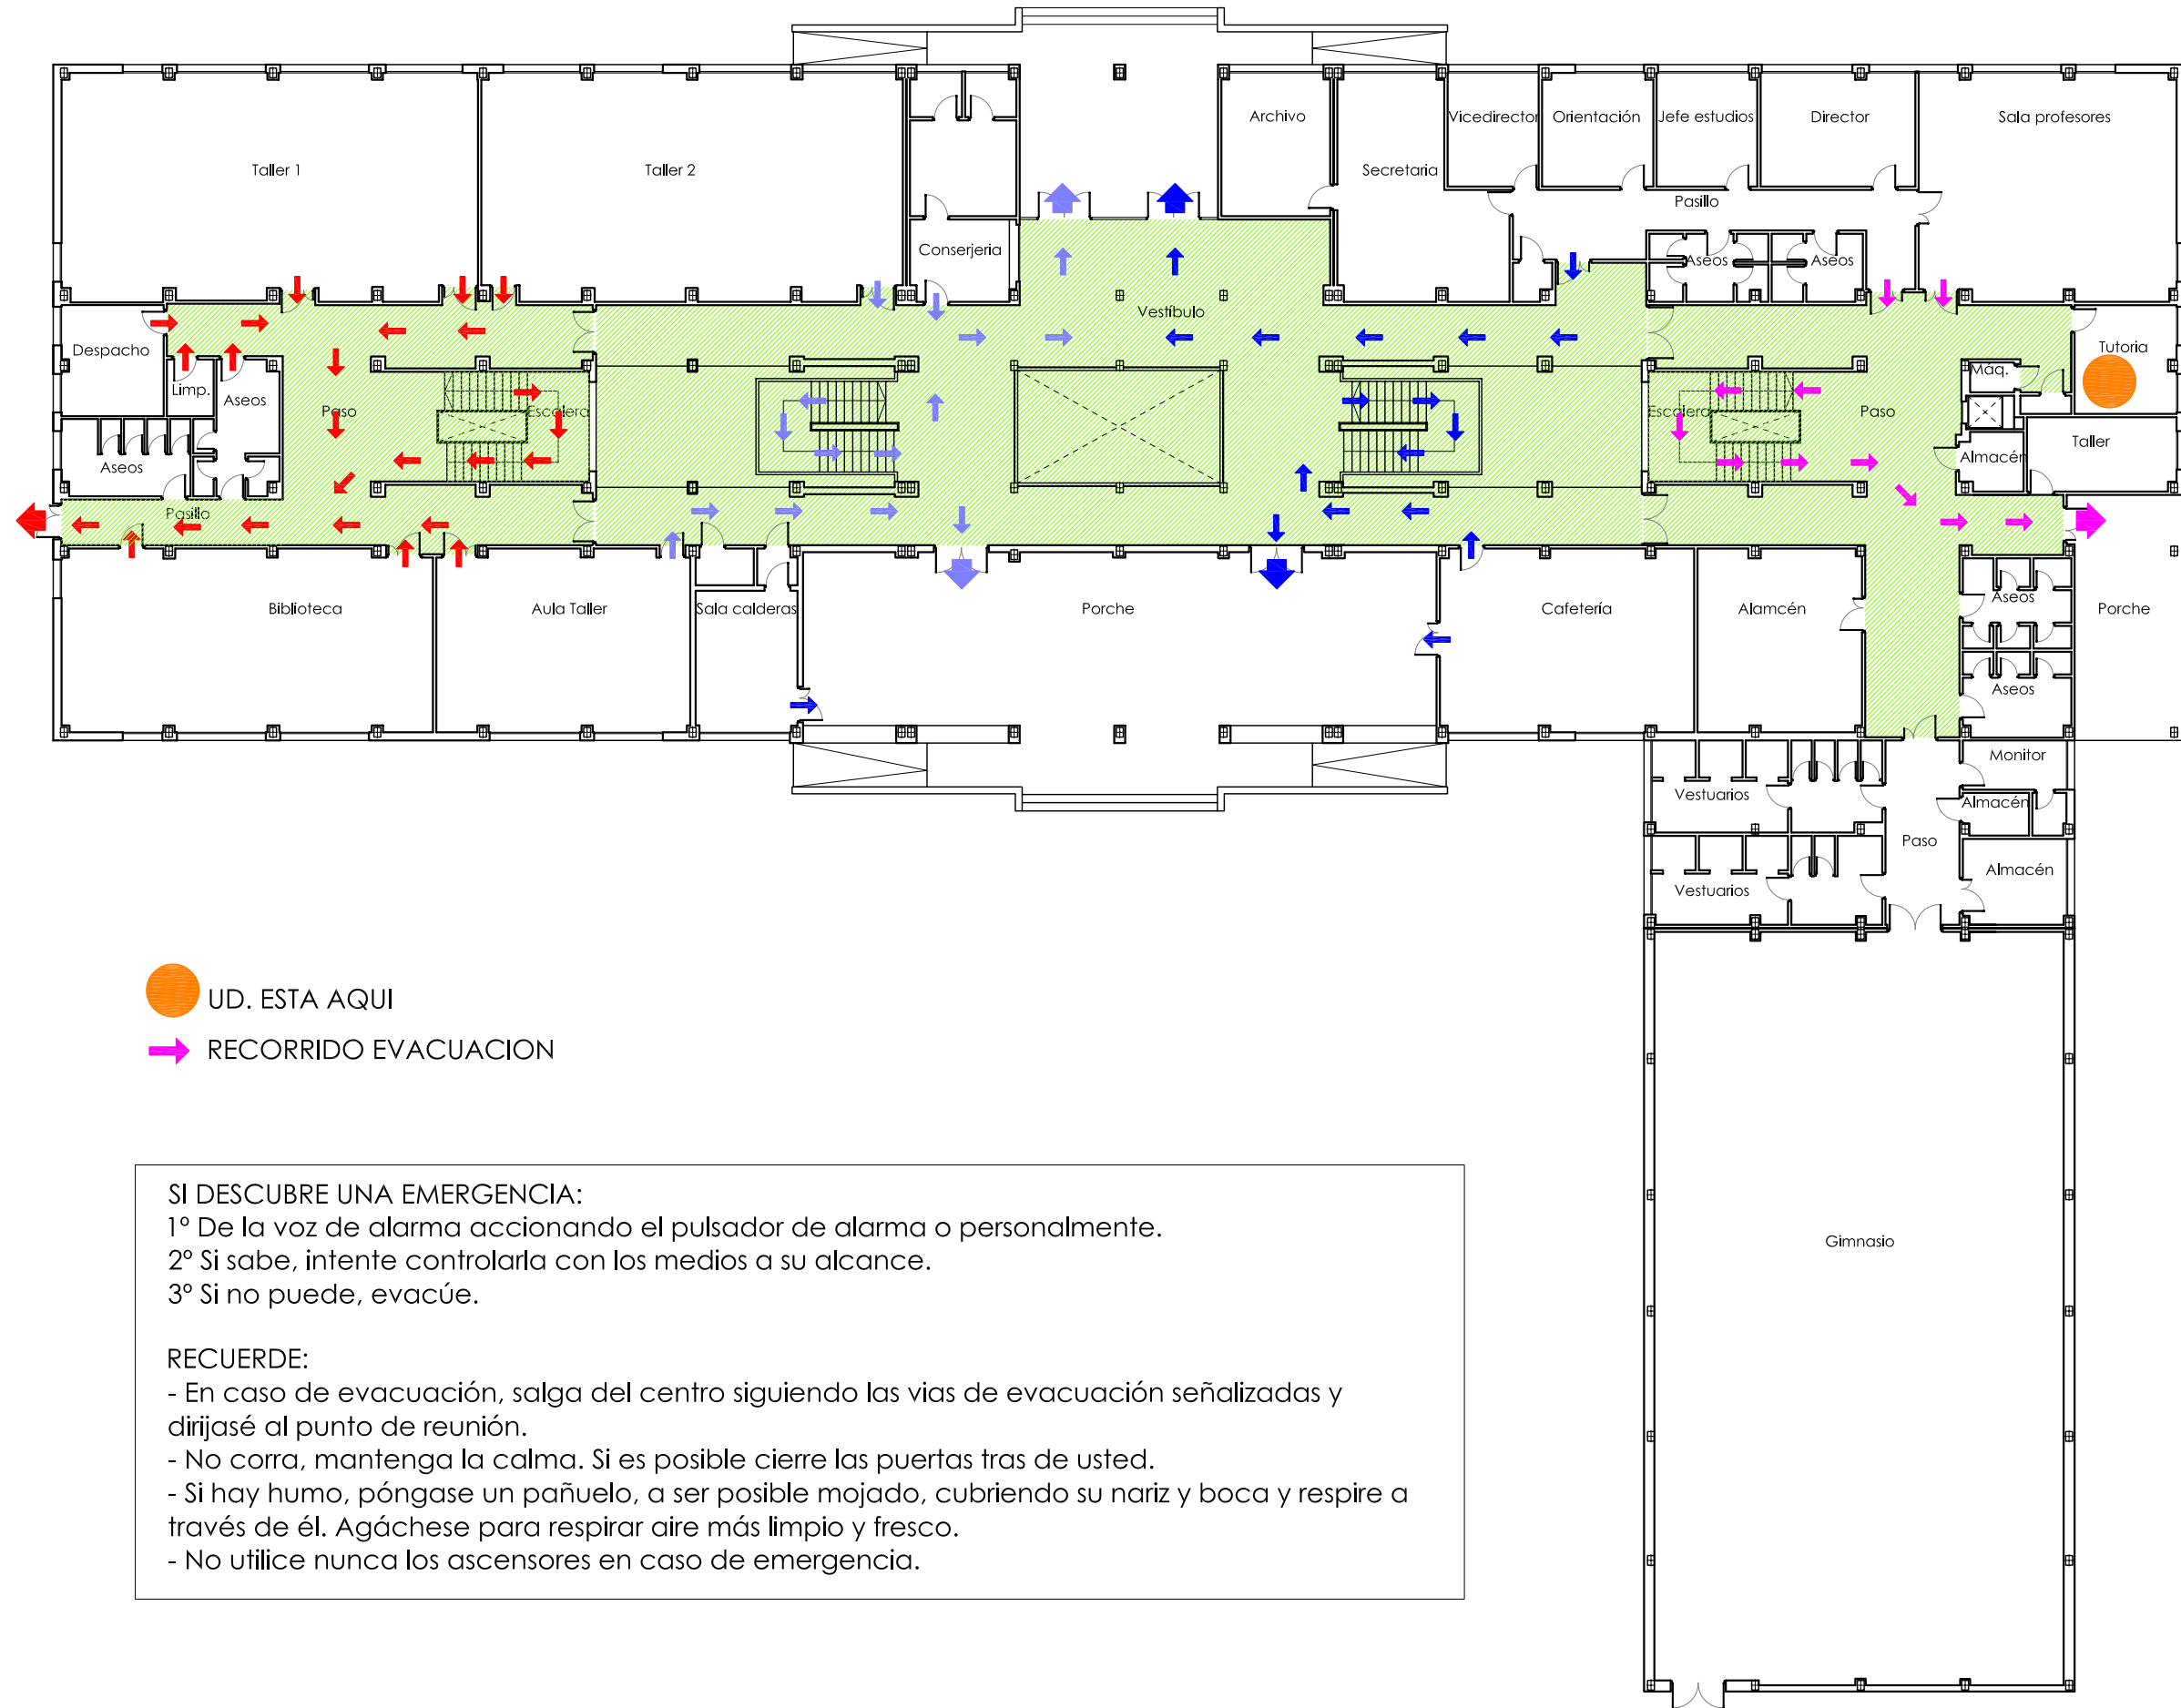 Archivo
Vicedirector
Orientación
Jefe estudios
Director
Sala profesores
Taller 1
Taller 2
Secretaria
Pasillo
Conserjeria
Aseos
Aseos
Vestíbulo
Despacho
Tutoria
Limp.
Aseos
Paso
Escalera
Escalera
Paso
Máq.
Taller
Aseos
Almacén
Pasillo
Biblioteca
Aula Taller
Sala calderas
Porche
Cafetería
Alamcén
Aseos
Porche
Aseos
Monitor
Vestuarios
Almacén
Paso
Vestuarios
Almacén
Gimnasio
UD. ESTA AQUI
RECORRIDO EVACUACION
SI DESCUBRE UNA EMERGENCIA:
1º De la voz de alarma accionando el pulsador de alarma o personalmente.
2º Si sabe, intente controlarla con los medios a su alcance.
3º Si no puede, evacúe.
RECUERDE:
- En caso de evacuación, salga del centro siguiendo las vias de evacuación señalizadas y
dirijasé al punto de reunión.
- No corra, mantenga la calma. Si es posible cierre las puertas tras de usted.
- Si hay humo, póngase un pañuelo, a ser posible mojado, cubriendo su nariz y boca y respire a
través de él. Agáchese para respirar aire más limpio y fresco.
- No utilice nunca los ascensores en caso de emergencia.